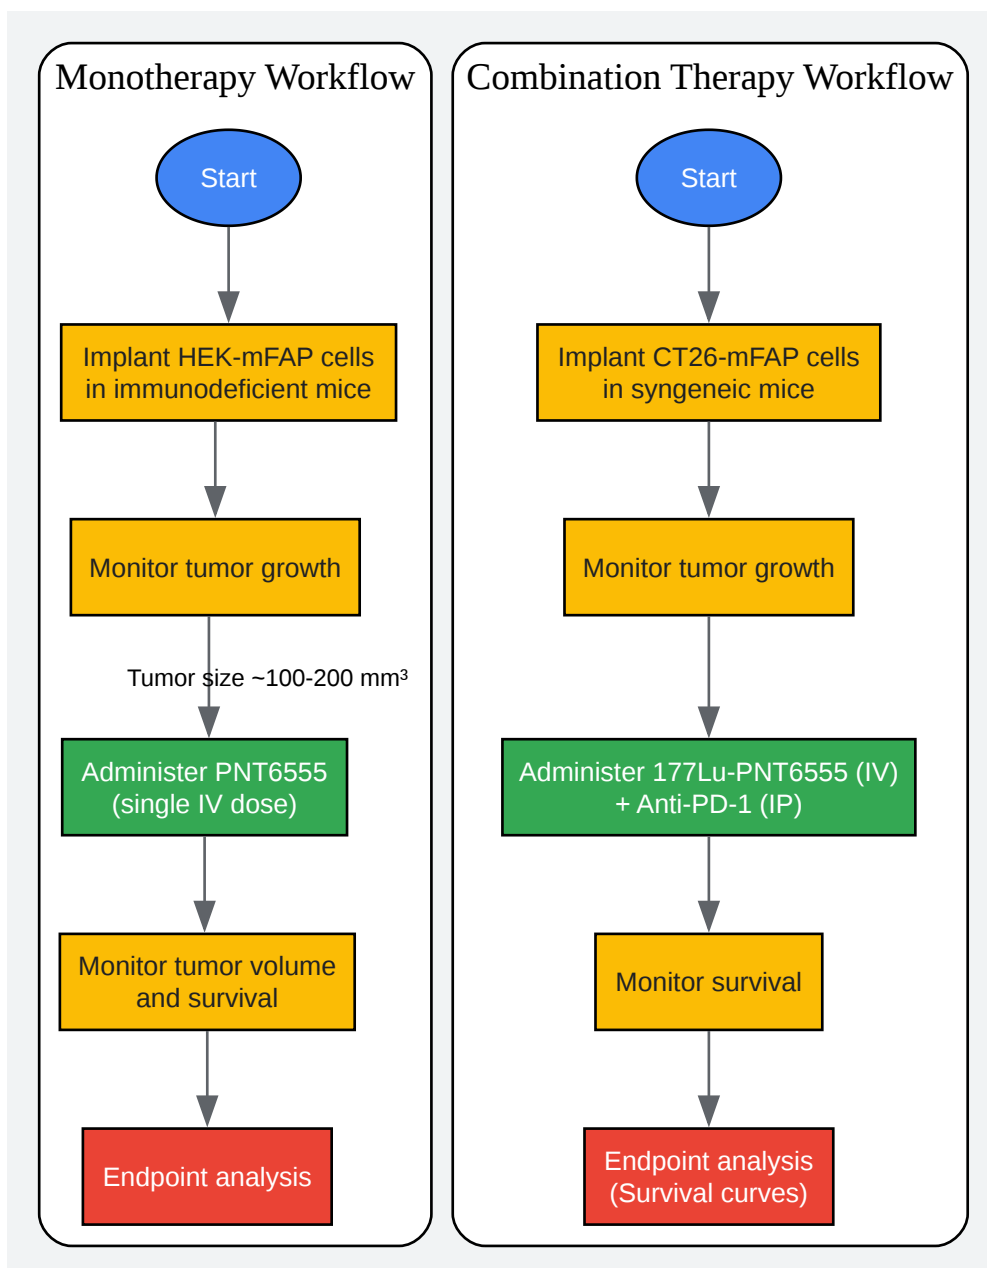 Monotherapy Workflow
Start
Implant HEK-mFAP cells
in immunodeficient mice
Monitor tumor growth
Tumor size ~100-200 mm³
Administer PNT6555
(single IV dose)
Monitor tumor volume
and survival
Endpoint analysis
Combination Therapy Workflow
Start
Implant CT26-mFAP cells
in syngeneic mice
Monitor tumor growth
Administer 177Lu-PNT6555 (IV)
+ Anti-PD-1 (IP)
Monitor survival
Endpoint analysis
(Survival curves)